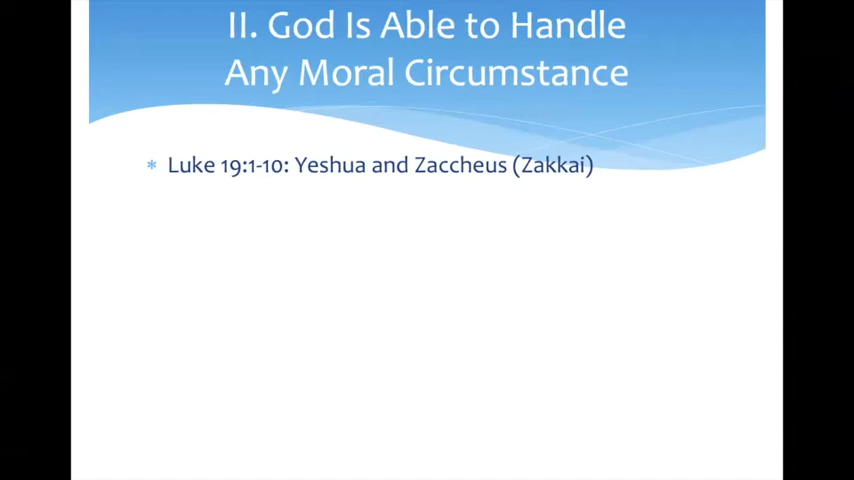 II. God Is Able to Handle
Any Moral Circumstance
* Luke 19:1-10: Yeshua and Zaccheus (Zakkai)